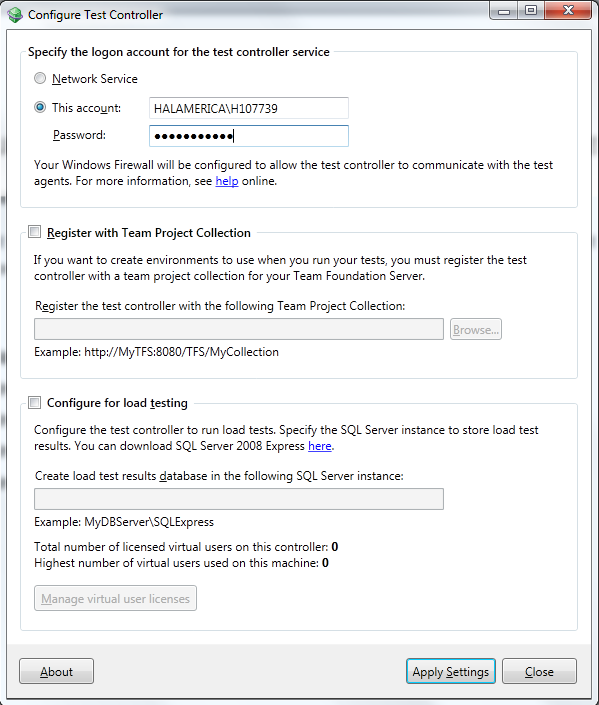 Configure Test Controller
Specify the logon account for the test controller service
Network Service
This account:
HALAMERICA\H107739
Password:
●●●●●●●●●●●
Your Windows Firewall will be configured to allow the test controller to communicate with the test
agents. For more information, see help online.
Register with Team Project Collection
If you want to create environments to use when you run your tests, you must register the test
controller with a team project collection for your Team Foundation Server.
Register the test controller with the following Team Project Collection:
Browse...
Example: http://MyTFS:8080/TFS/MyCollection
Configure for load testing
Configure the test controller to run load tests. Specify the SQL Server instance to store load test
results. You can download SQL Server 2008 Express here.
Create load test results database in the following SQL Server instance:
Example: MyDBServer\SQLExpress
Total number of licensed virtual users on this controller: 0
Highest number of virtual users used on this machine: 0
Manage virtual user licenses
About
Apply Settings
Close